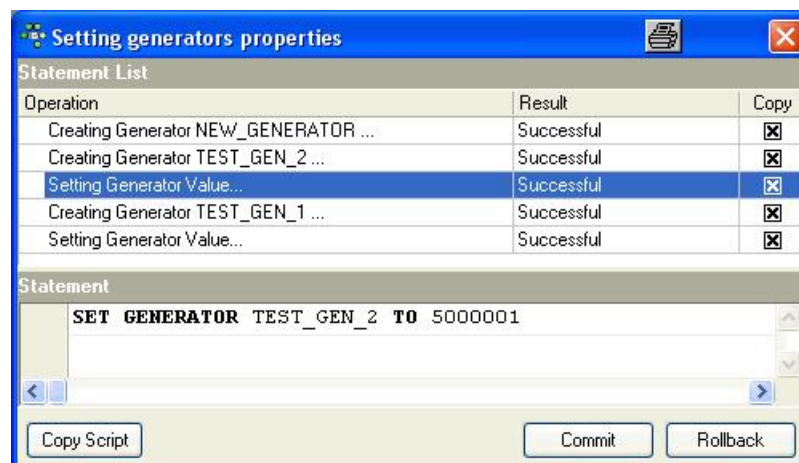 Setting generators properties
Statement List
Operation Result Copy
Creating Generator NEW_GENERATOR ... Successful
Creating Generator TEST_GEN_2 ... Successful
Setting Generator Value... Successful
Creating Generator TEST_GEN_1 ... Successful
Setting Generator Value... Successful
Statement
SET GENERATOR TEST_GEN_2 TO 5000001
Copy Script Commit Rollback